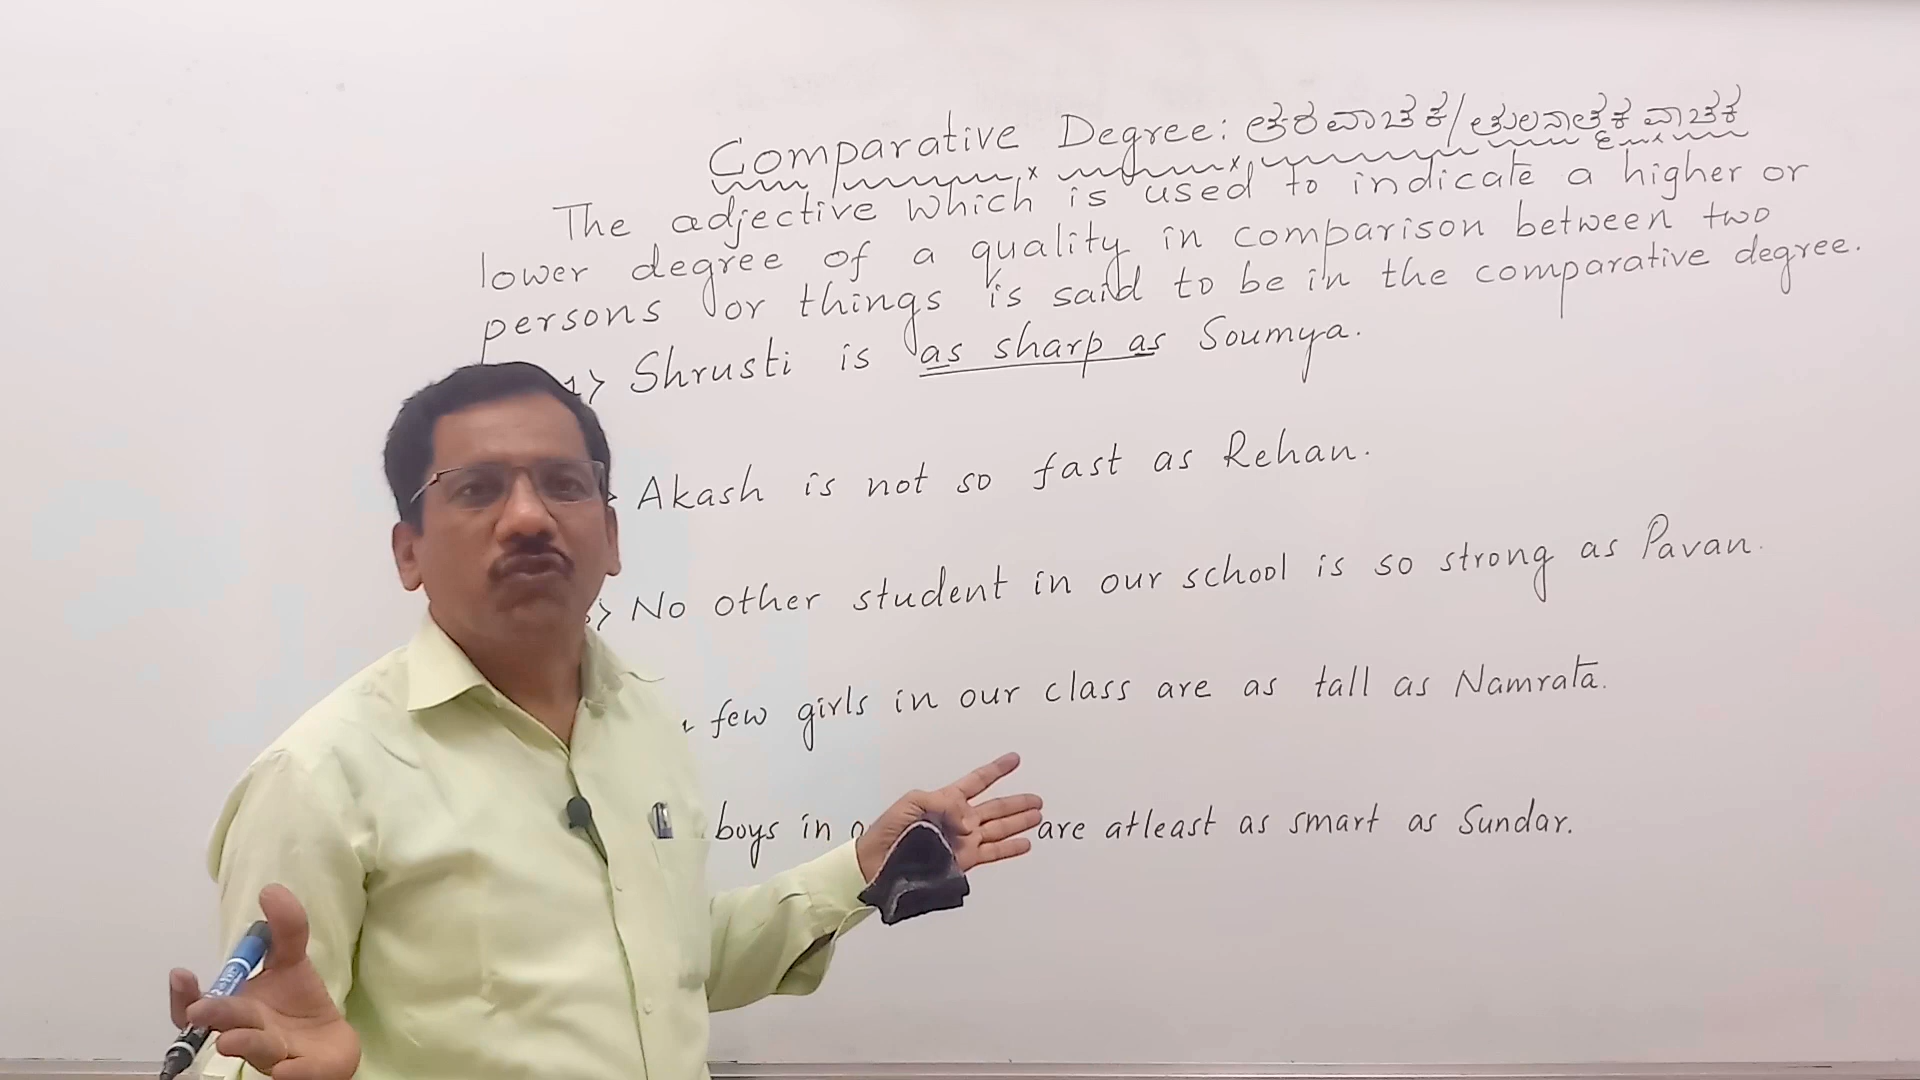 Comparative Degree: ತರವಾಚಕ/ತುಲನಾತ್ಮಕ ವಾಚಕ
The adjective which is used to indicate a higher or
lower degree of a quality in comparison between two
persons or things is said to be in the comparative degree.
1> Shrusti is as sharp as Soumya.
Akash is not so fast as Rehan.
No other student in our school is so strong as Pavan.
few girls in our class are as tall as Namrata.
boys in are atleast as smart as Sundar.